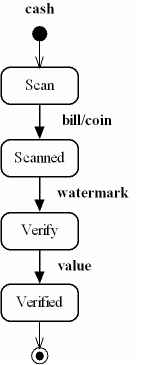 cash
Scan
bill/coin
Scanned
watermark
Verify
value
Verified